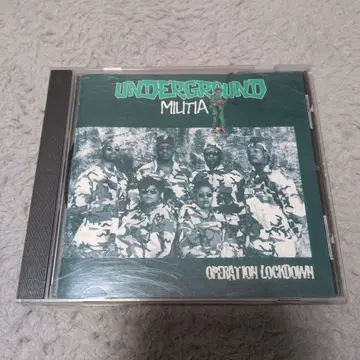 UNDERGROUND
MILITIA
OPERATION LOCKDOWN